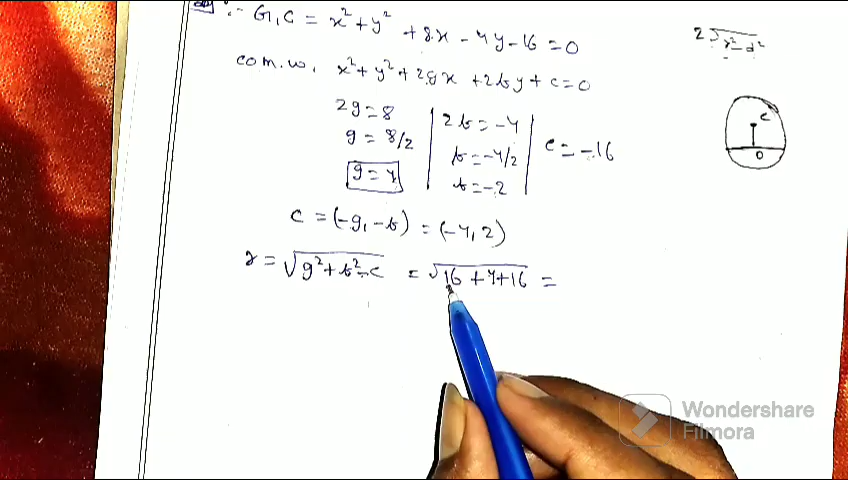 :- G,C = x² + y² + 8x - 4y - 16 = 0
2√r² - d²
com.w. x² + y² + 2gx + 2fy + c = 0
2g = 8 | 2f = -4 | c = -16
g = 8/2 | f = -4/2
g = 4 | f = -2
C
O
c = (-g, -f) = (-4, 2)
r = √g² + f² - c = √16 + 4 + 16 =
Wondershare
Filmora